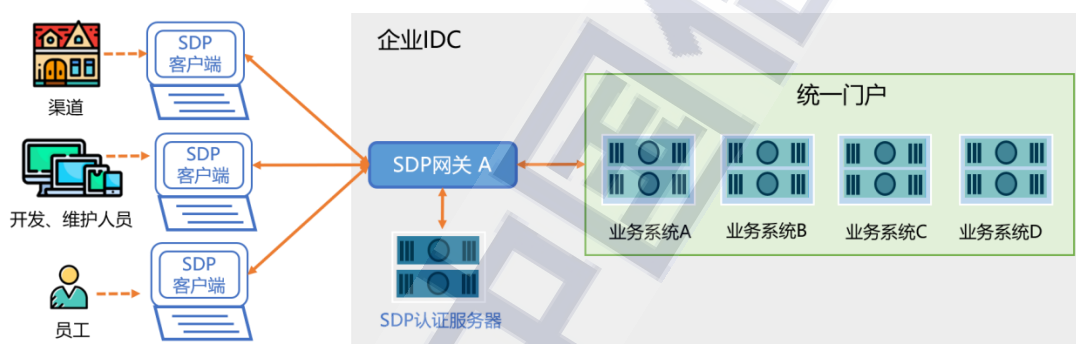 企业IDC
SDP
客户端
渠道
SDP
客户端
开发、维护人员
SDP
客户端
员工
SDP网关 A
SDP认证服务器
统一门户
业务系统A
业务系统B
业务系统C
业务系统D